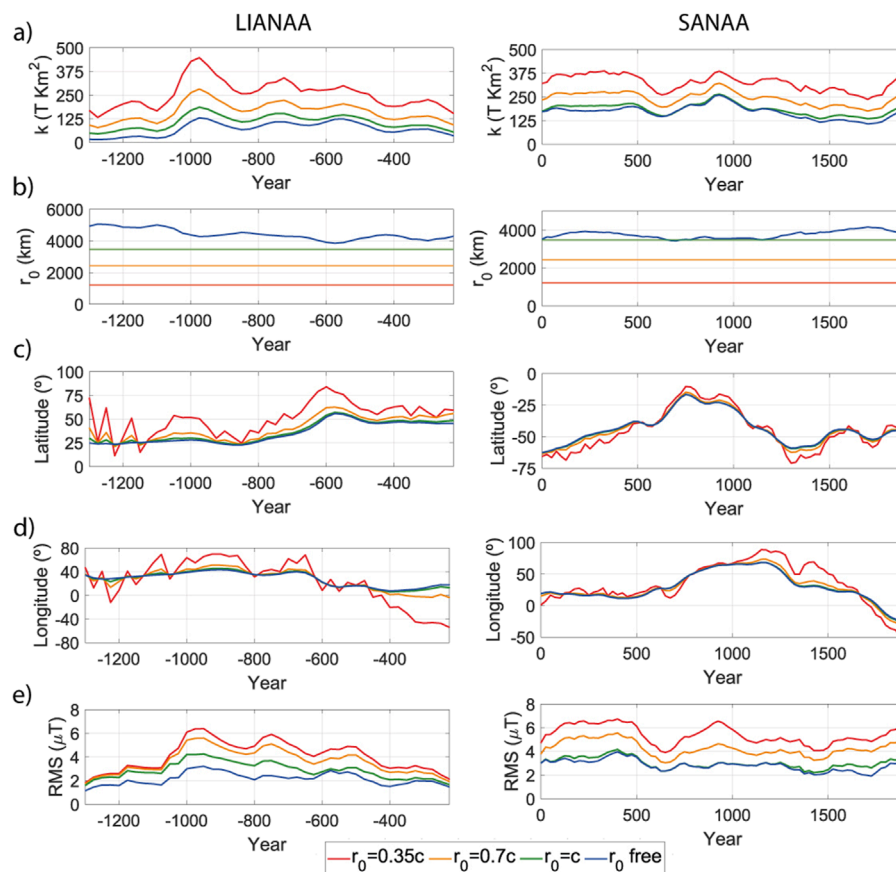 LIANAA SANAA
a)
k (T Km²)
500
375
250
125
0
-1200 -1000 -800 -600 -400
Year
k (T Km²)
500
375
250
125
0
0 500 1000 1500
Year
b)
r₀ (km)
6000
4000
2000
0
-1200 -1000 -800 -600 -400
Year
r₀ (km)
4000
2000
0
0 500 1000 1500
Year
c)
Latitude (º)
100
75
50
25
0
-1200 -1000 -800 -600 -400
Year
Latitude (º)
0
-25
-50
-75
0 500 1000 1500
Year
d)
Longitude (º)
80
40
0
-40
-80
-1200 -1000 -800 -600 -400
Year
Longitude (º)
100
50
0
-50
0 500 1000 1500
Year
e)
RMS (μT)
8
6
4
2
0
-1200 -1000 -800 -600 -400
Year
RMS (μT)
8
6
4
2
0
0 500 1000 1500
Year
r₀=0.35c r₀=0.7c r₀=c r₀ free